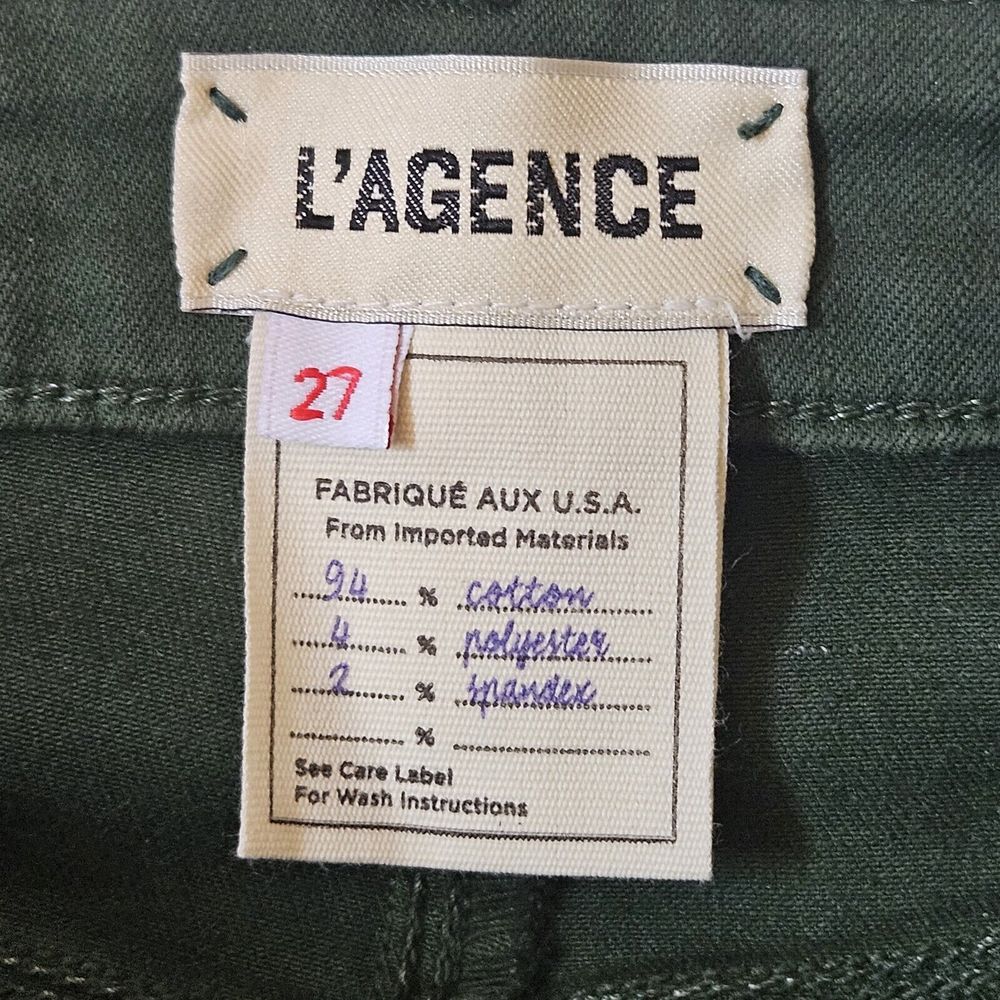 L'AGENCE
27
FABRIQUÉ AUX U.S.A.
From Imported Materials
94 % cotton
4 % polyester
2 % spandex
%
See Care Label
For Wash Instructions